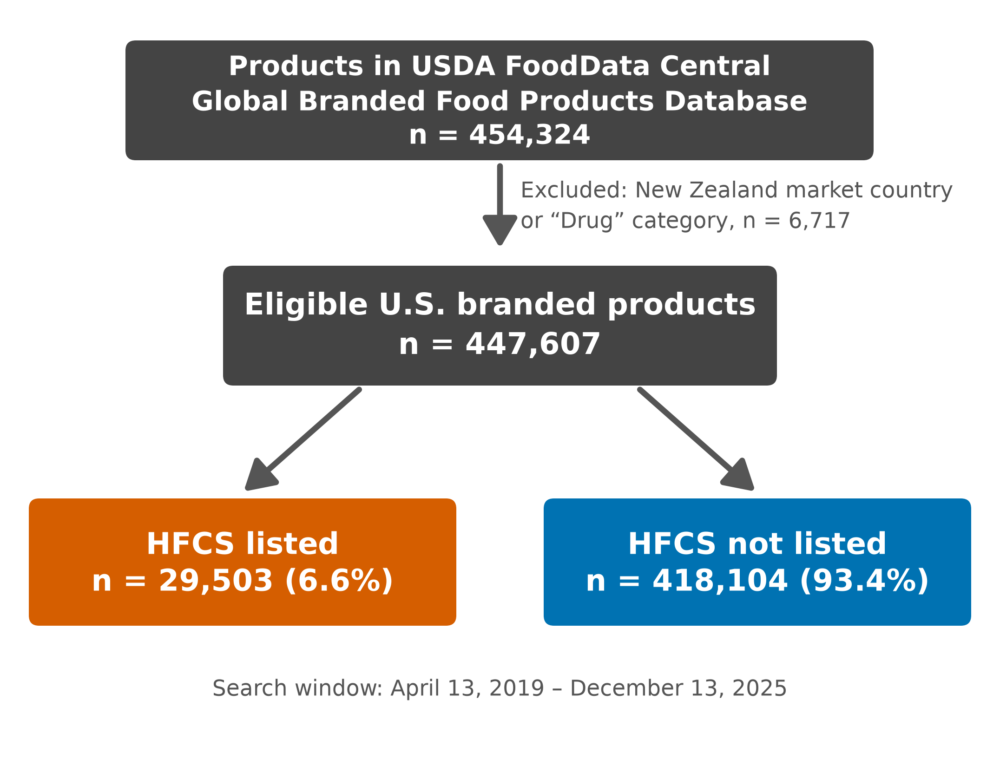 Products in USDA FoodData Central
Global Branded Food Products Database
n = 454,324
Excluded: New Zealand market country
or “Drug” category, n = 6,717
Eligible U.S. branded products
n = 447,607
HFCS listed
n = 29,503 (6.6%)
HFCS not listed
n = 418,104 (93.4%)
Search window: April 13, 2019 – December 13, 2025